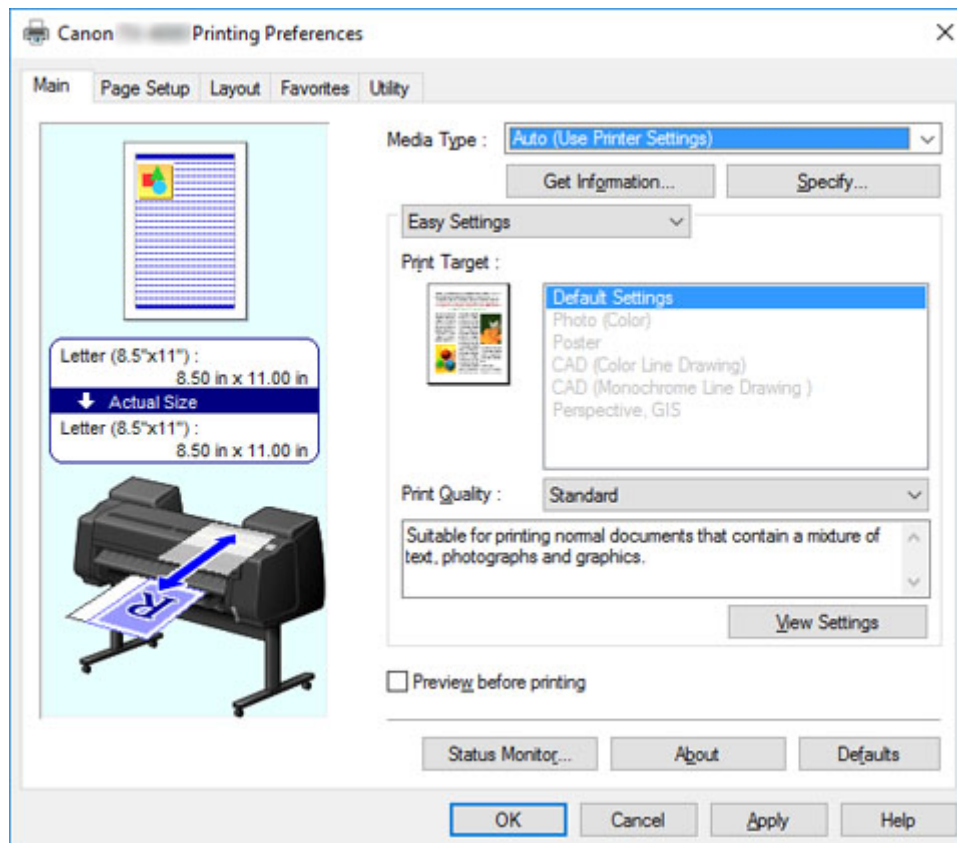 Canon Printing Preferences
Main Page Setup Layout Favorites Utility
Media Type : Auto (Use Printer Settings)
Get Information... Specify...
Easy Settings
Print Target :
Default Settings
Photo (Color)
Poster
CAD (Color Line Drawing)
CAD (Monochrome Line Drawing )
Perspective, GIS
Letter (8.5"x11") :
8.50 in x 11.00 in
Actual Size
Letter (8.5"x11") :
8.50 in x 11.00 in
R
Print Quality : Standard
Suitable for printing normal documents that contain a mixture of
text, photographs and graphics.
View Settings
Preview before printing
Status Monitor... About Defaults
OK Cancel Apply Help